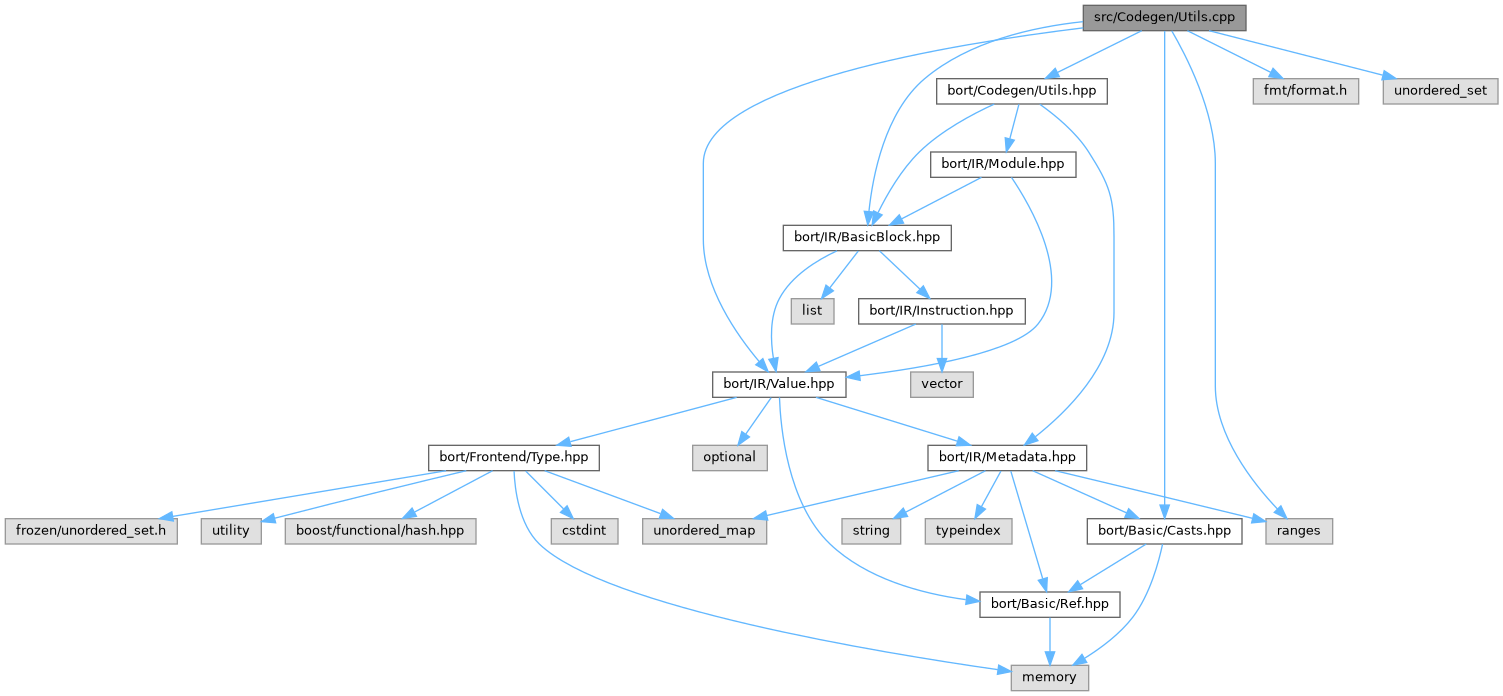 src/Codegen/Utils.cpp
bort/Codegen/Utils.hpp
fmt/format.h
unordered_set
bort/IR/Module.hpp
bort/IR/BasicBlock.hpp
list
bort/IR/Instruction.hpp
bort/IR/Value.hpp
vector
bort/Frontend/Type.hpp
optional
bort/IR/Metadata.hpp
frozen/unordered_set.h
utility
boost/functional/hash.hpp
cstdint
unordered_map
string
typeindex
bort/Basic/Casts.hpp
ranges
bort/Basic/Ref.hpp
memory